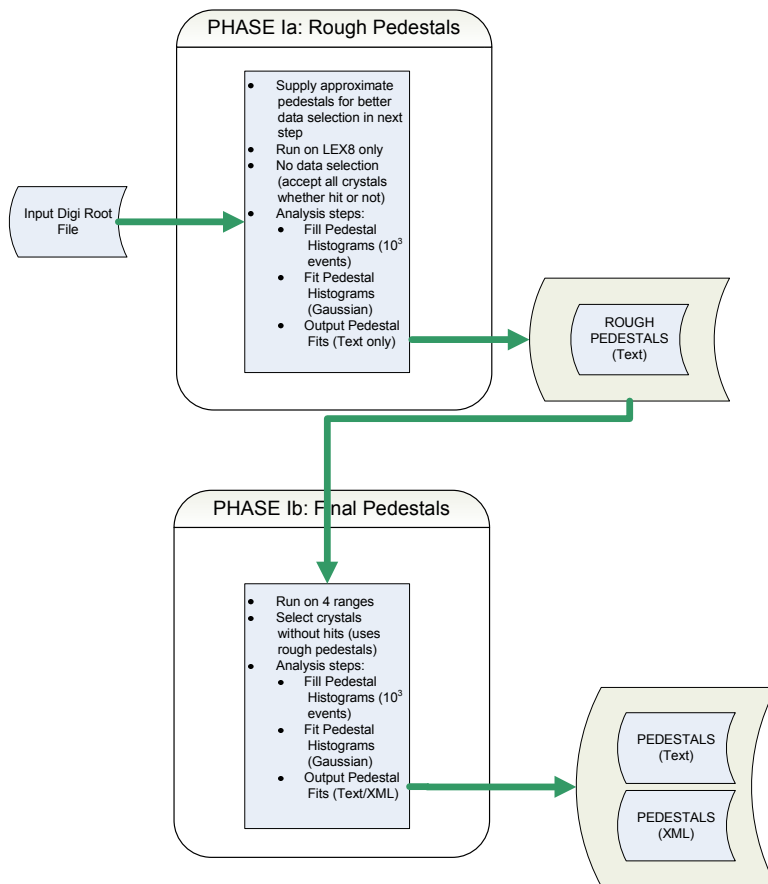 PHASE Ia: Rough Pedestals
• Supply approximate
pedestals for better
data selection in next
step
• Run on LEX8 only
• No data selection
(accept all crystals
whether hit or not)
• Analysis steps:
• Fill Pedestal
Histograms (10³
events)
• Fit Pedestal
Histograms
(Gaussian)
• Output Pedestal
Fits (Text only)
Input Digi Root
File
ROUGH
PEDESTALS
(Text)
PHASE Ib: Final Pedestals
• Run on 4 ranges
• Select crystals
without hits (uses
rough pedestals)
• Analysis steps:
• Fill Pedestal
Histograms (10³
events)
• Fit Pedestal
Histograms
(Gaussian)
• Output Pedestal
Fits (Text/XML)
PEDESTALS
(Text)
PEDESTALS
(XML)